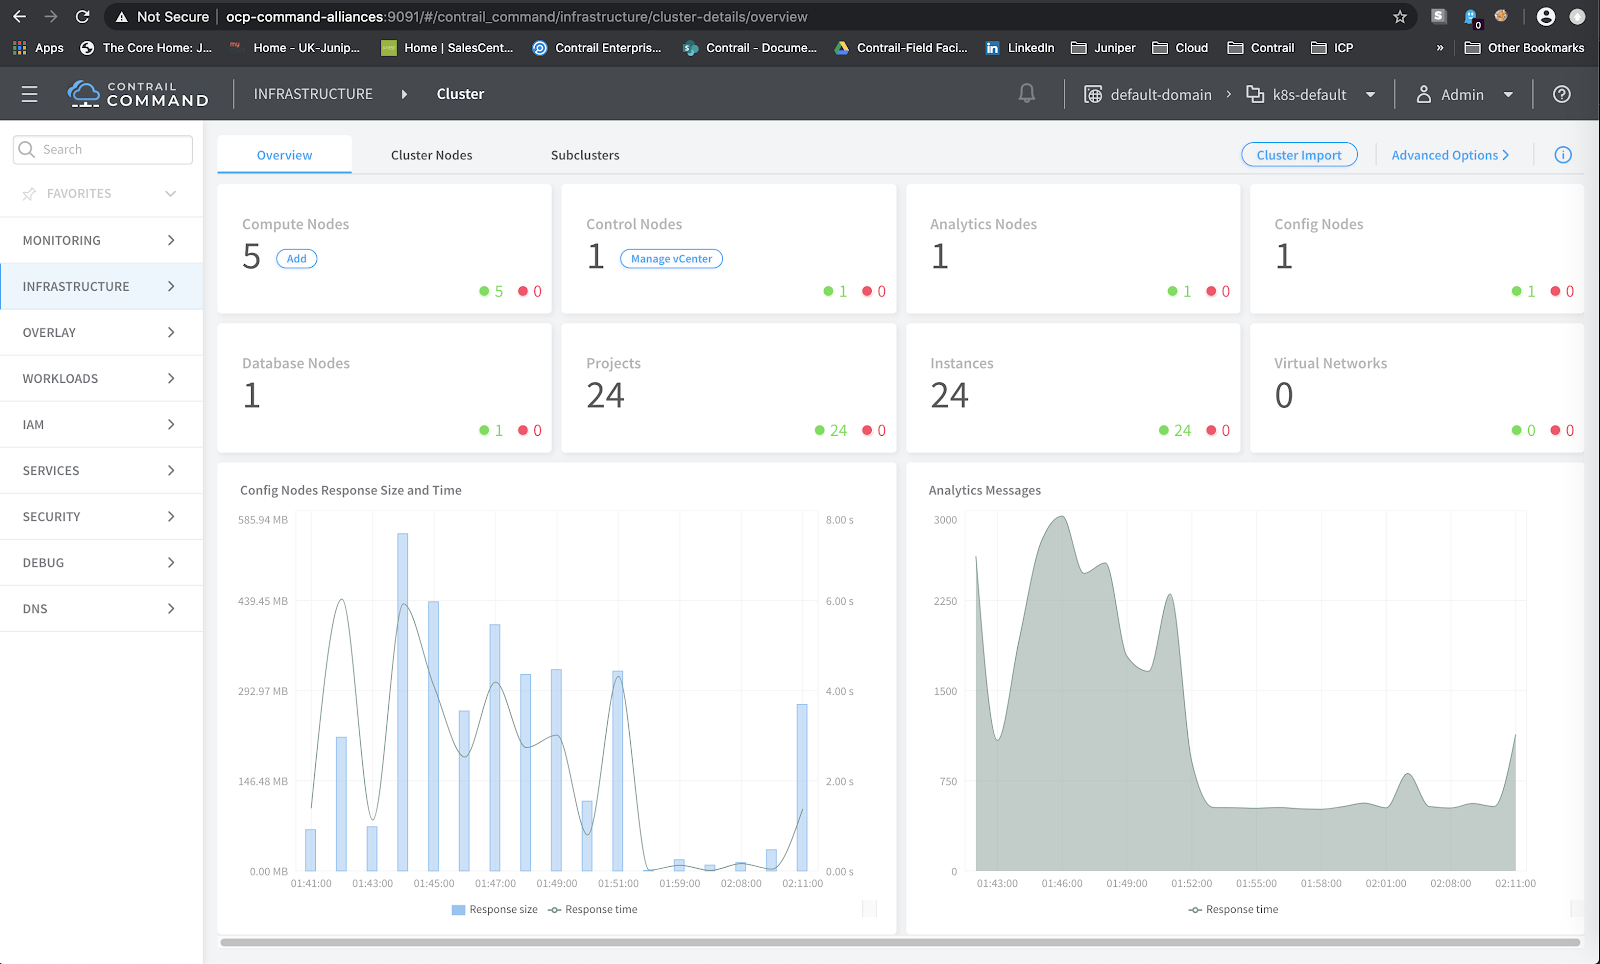 Not Secure | ocp-command-alliances:9091/#/contrail_command/infrastructure/cluster-details/overview
S 0
Apps The Core Home: J... my Home - UK-Junip... Home | SalesCent... Contrail Enterpris... Contrail - Docume... Contrail-Field Faci... LinkedIn Juniper Cloud Contrail ICP » Other Bookmarks
CONTRAIL
COMMAND
INFRASTRUCTURE Cluster default-domain k8s-default Admin
Search
FAVORITES
MONITORING
INFRASTRUCTURE
OVERLAY
WORKLOADS
IAM
SERVICES
SECURITY
DEBUG
DNS
Overview Cluster Nodes Subclusters Cluster Import Advanced Options
Compute Nodes
5 Add
5 0
Control Nodes
1 Manage vCenter
1 0
Analytics Nodes
1
1 0
Config Nodes
1
1 0
Database Nodes
1
1 0
Projects
24
24 0
Instances
24
24 0
Virtual Networks
0
0 0
Config Nodes Response Size and Time
585.94 MB 8.00 s
439.45 MB 6.00 s
292.97 MB 4.00 s
146.48 MB 2.00 s
0.00 MB 0.00 s
01:41:00 01:43:00 01:45:00 01:47:00 01:49:00 01:51:00 01:59:00 02:08:00 02:11:00
Response size Response time
Analytics Messages
3000
2250
1500
750
0
01:43:00 01:46:00 01:49:00 01:52:00 01:55:00 01:58:00 02:01:00 02:08:00 02:11:00
Response time